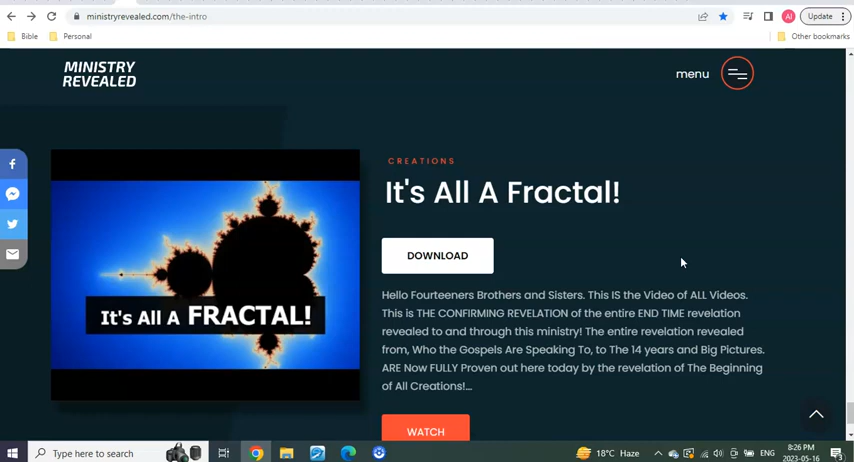 ministryrevealed.com/the-intro
AI
Update
Bible
Personal
Other bookmarks
MINISTRY
REVEALED
menu
CREATIONS
It's All A Fractal!
DOWNLOAD
It's All A FRACTAL!
Hello Fourteeners Brothers and Sisters. This IS the Video of ALL Videos.
This is THE CONFIRMING REVELATION of the entire END TIME revelation
revealed to and through this ministry! The entire revelation revealed
from, Who the Gospels Are Speaking To, to The 14 years and Big Pictures.
ARE Now FULLY Proven out here today by the revelation of The Beginning
of All Creations!...
WATCH
Type here to search
18°C Haze
ENG
8:26 PM
2023-05-16
3